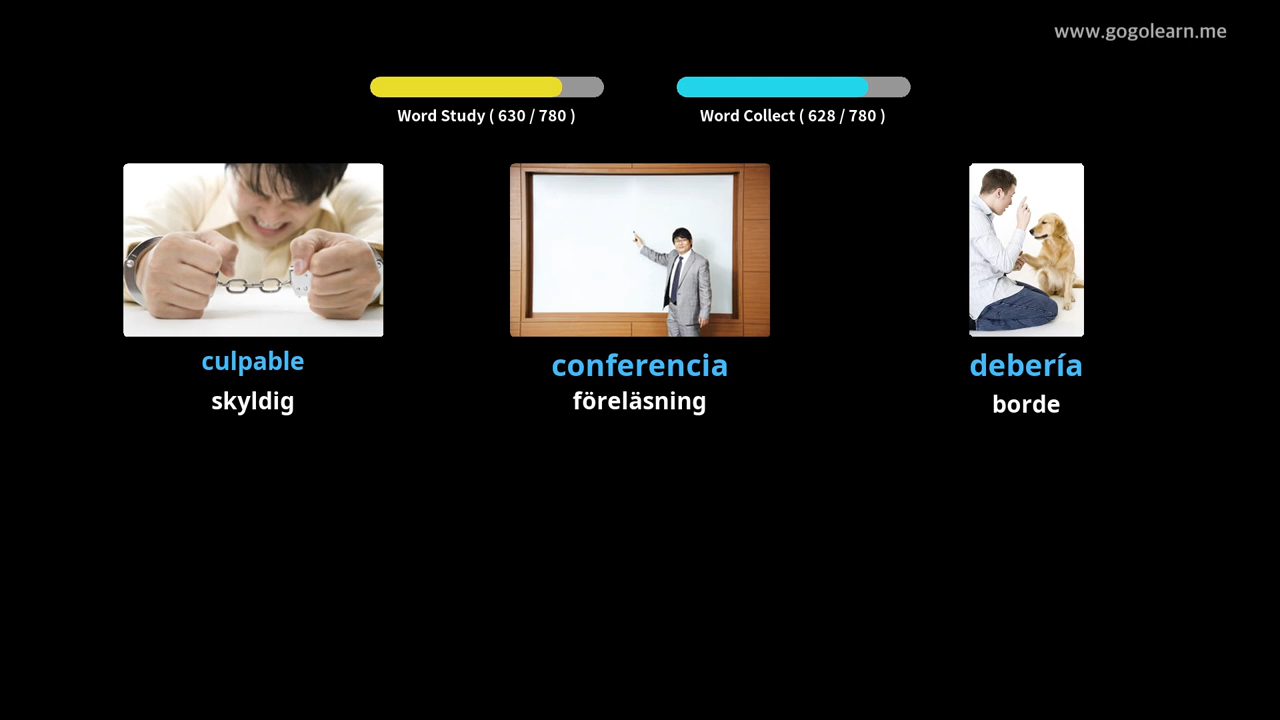 www.gogolearn.me
Word Study ( 630 / 780 )
Word Collect ( 628 / 780 )
culpable
conferencia
debería
skyldig
föreläsning
borde